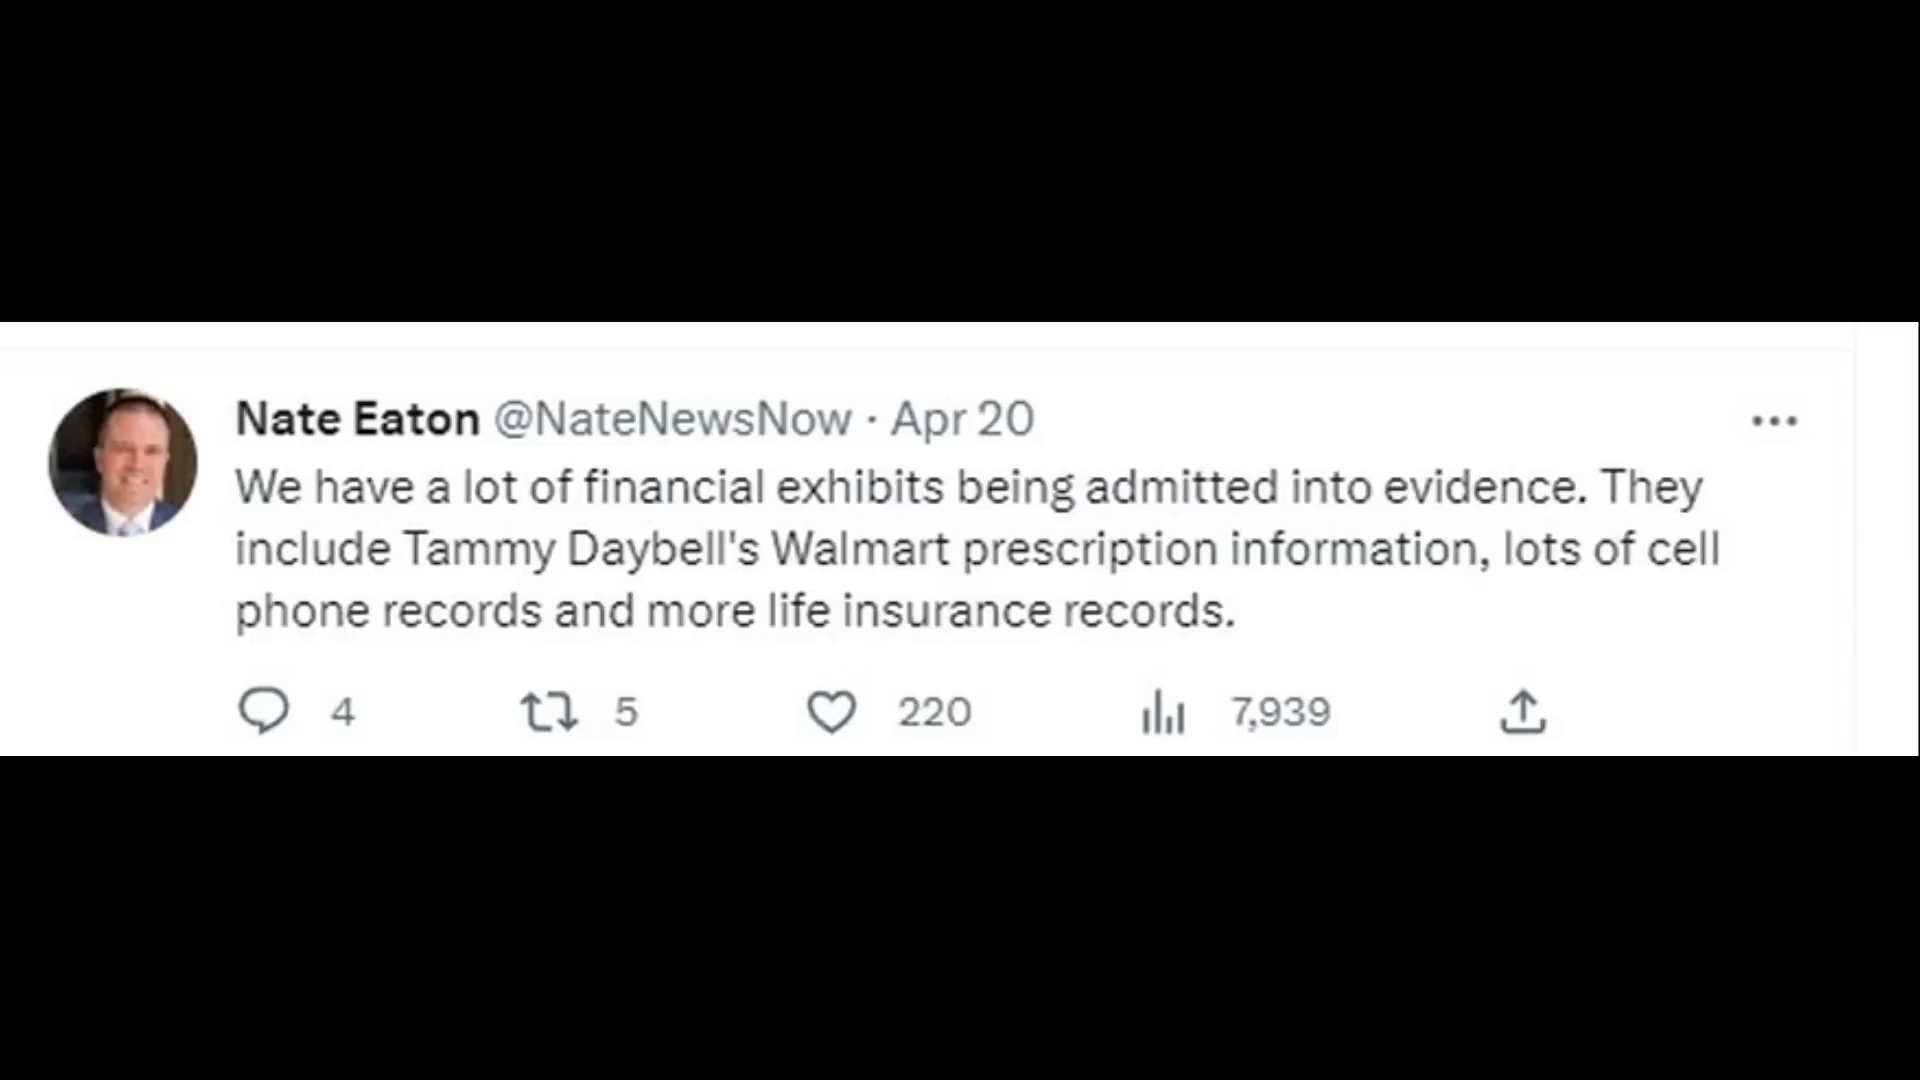 Nate Eaton @NateNewsNow · Apr 20
We have a lot of financial exhibits being admitted into evidence. They
include Tammy Daybell's Walmart prescription information, lots of cell
phone records and more life insurance records.
4 5 220 7,939